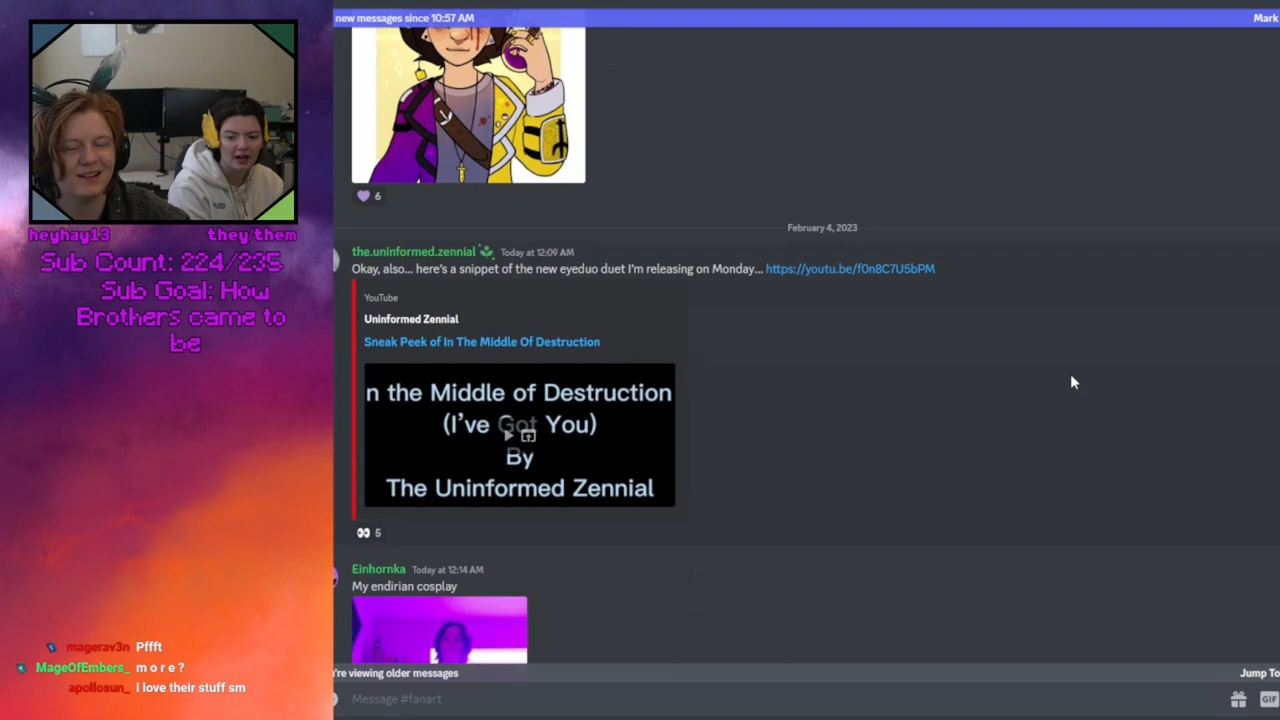 new messages since 10:57 AM
Mark
6
February 4, 2023
the.uninformed.zennial Today at 12:09 AM
Okay, also... here's a snippet of the new eyeduo duet I'm releasing on Monday... https://youtu.be/f0n8C7U5bPM
YouTube
Uninformed Zennial
Sneak Peek of In The Middle Of Destruction
n the Middle of Destruction
(I've Got You)
By
The Uninformed Zennial
5
Einhornka Today at 12:14 AM
My endirian cosplay
're viewing older messages
Jump To
Message #fanart
GIF
heyhay13 they/them
Sub Count: 224/235
Sub Goal: How
Brothers came to
be
magerav3n Pffft
MageOfEmbers_ m o r e ?
apollosun_ i love their stuff sm